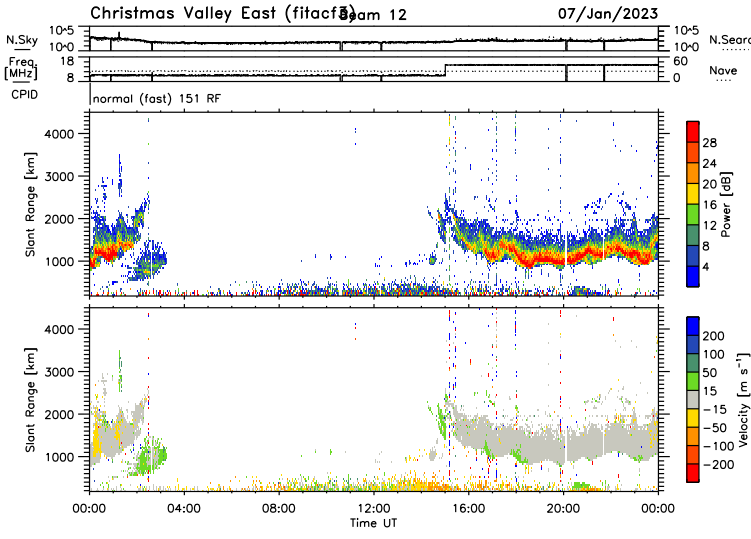 Christmas Valley East (fitacf3)
Beam 12
07/Jan/2023
N.Sky
10^5
10^0
10^5
10^0
N.Search
Freq.
[MHz]
18
8
60
0
Nave
CPID
normal (fast) 151 RF
Slant Range [km]
4000
3000
2000
1000
28
24
20
16
12
8
4
Power [dB]
Slant Range [km]
4000
3000
2000
1000
200
100
50
15
-15
-50
-100
-200
Velocity [m s⁻¹]
00:00
04:00
08:00
12:00
16:00
20:00
00:00
Time UT